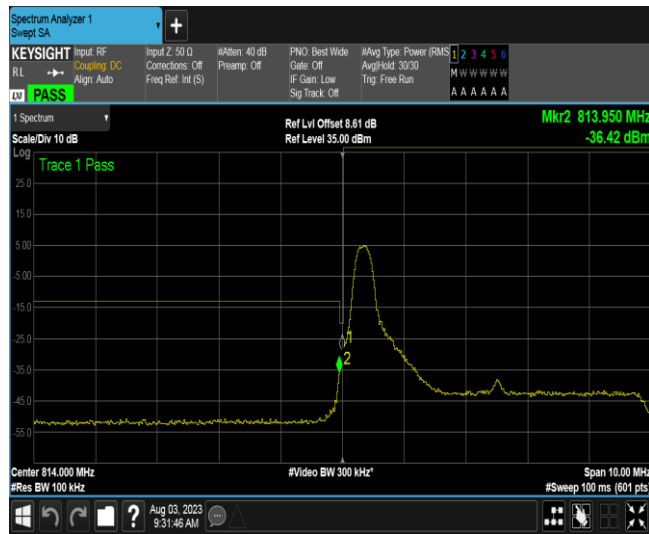 Spectrum Analyzer 1
Swept SA
+
KEYSIGHT
RL
LXI PASS
Input: RF
Coupling: DC
Align: Auto
Input Z: 50 Ω
Corrections: Off
Freq Ref: Int (S)
#Atten: 40 dB
Preamp: Off
PNO: Best Wide
Gate: Off
IF Gain: Low
Sig Track: Off
#Avg Type: Power (RMS
Avg|Hold: 30/30
Trig: Free Run
1 2 3 4 5 6
M W W W W W
A A A A A A
1 Spectrum
Scale/Div 10 dB
Ref Lvl Offset 8.61 dB
Ref Level 35.00 dBm
Mkr2 813.950 MHz
-36.42 dBm
Log
Trace 1 Pass
25.0
15.0
5.00
-5.00
-15.0
-25.0
-35.0
-45.0
-55.0
1
2
Center 814.000 MHz
#Res BW 100 kHz
#Video BW 300 kHz*
Span 10.00 MHz
#Sweep 100 ms (601 pts)
?
Aug 03, 2023
9:31:46 AM